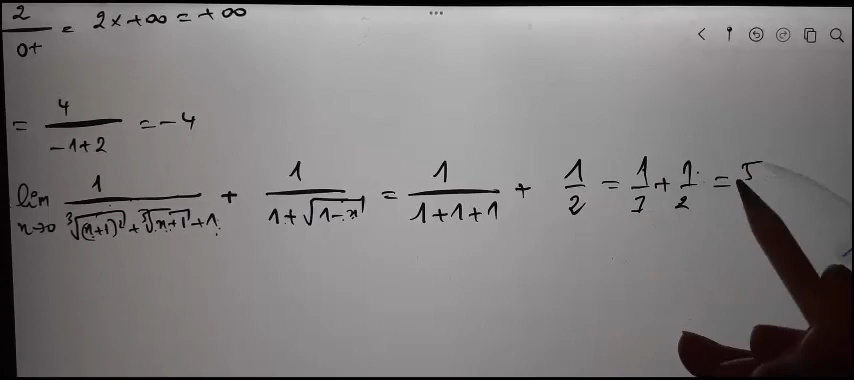 2/0+ = 2x+∞ = +∞
= 4/(-1+2) = -4
lim x→0 1/(∛(x+1)² + ∛x+1 + 1) + 1/(1+√1-x) = 1/(1+1+1) + 1/2 = 1/3 + 1/2 = 5